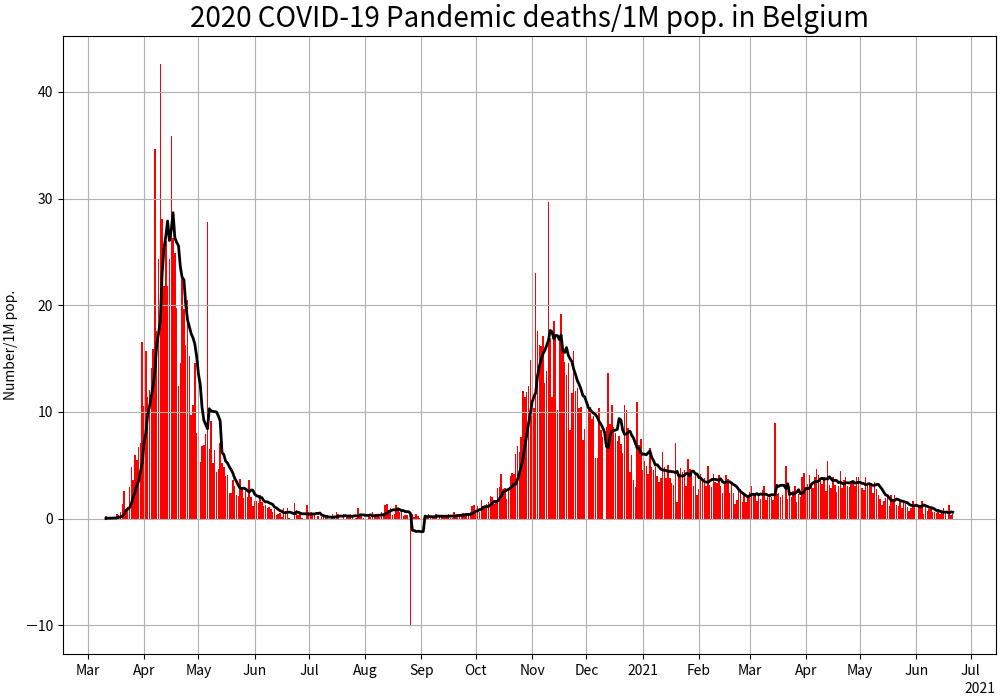 2020 COVID-19 Pandemic deaths/1M pop. in Belgium
Number/1M pop.
40
30
20
10
0
−10
Mar Apr May Jun Jul Aug Sep Oct Nov Dec 2021 Feb Mar Apr May Jun Jul
2021